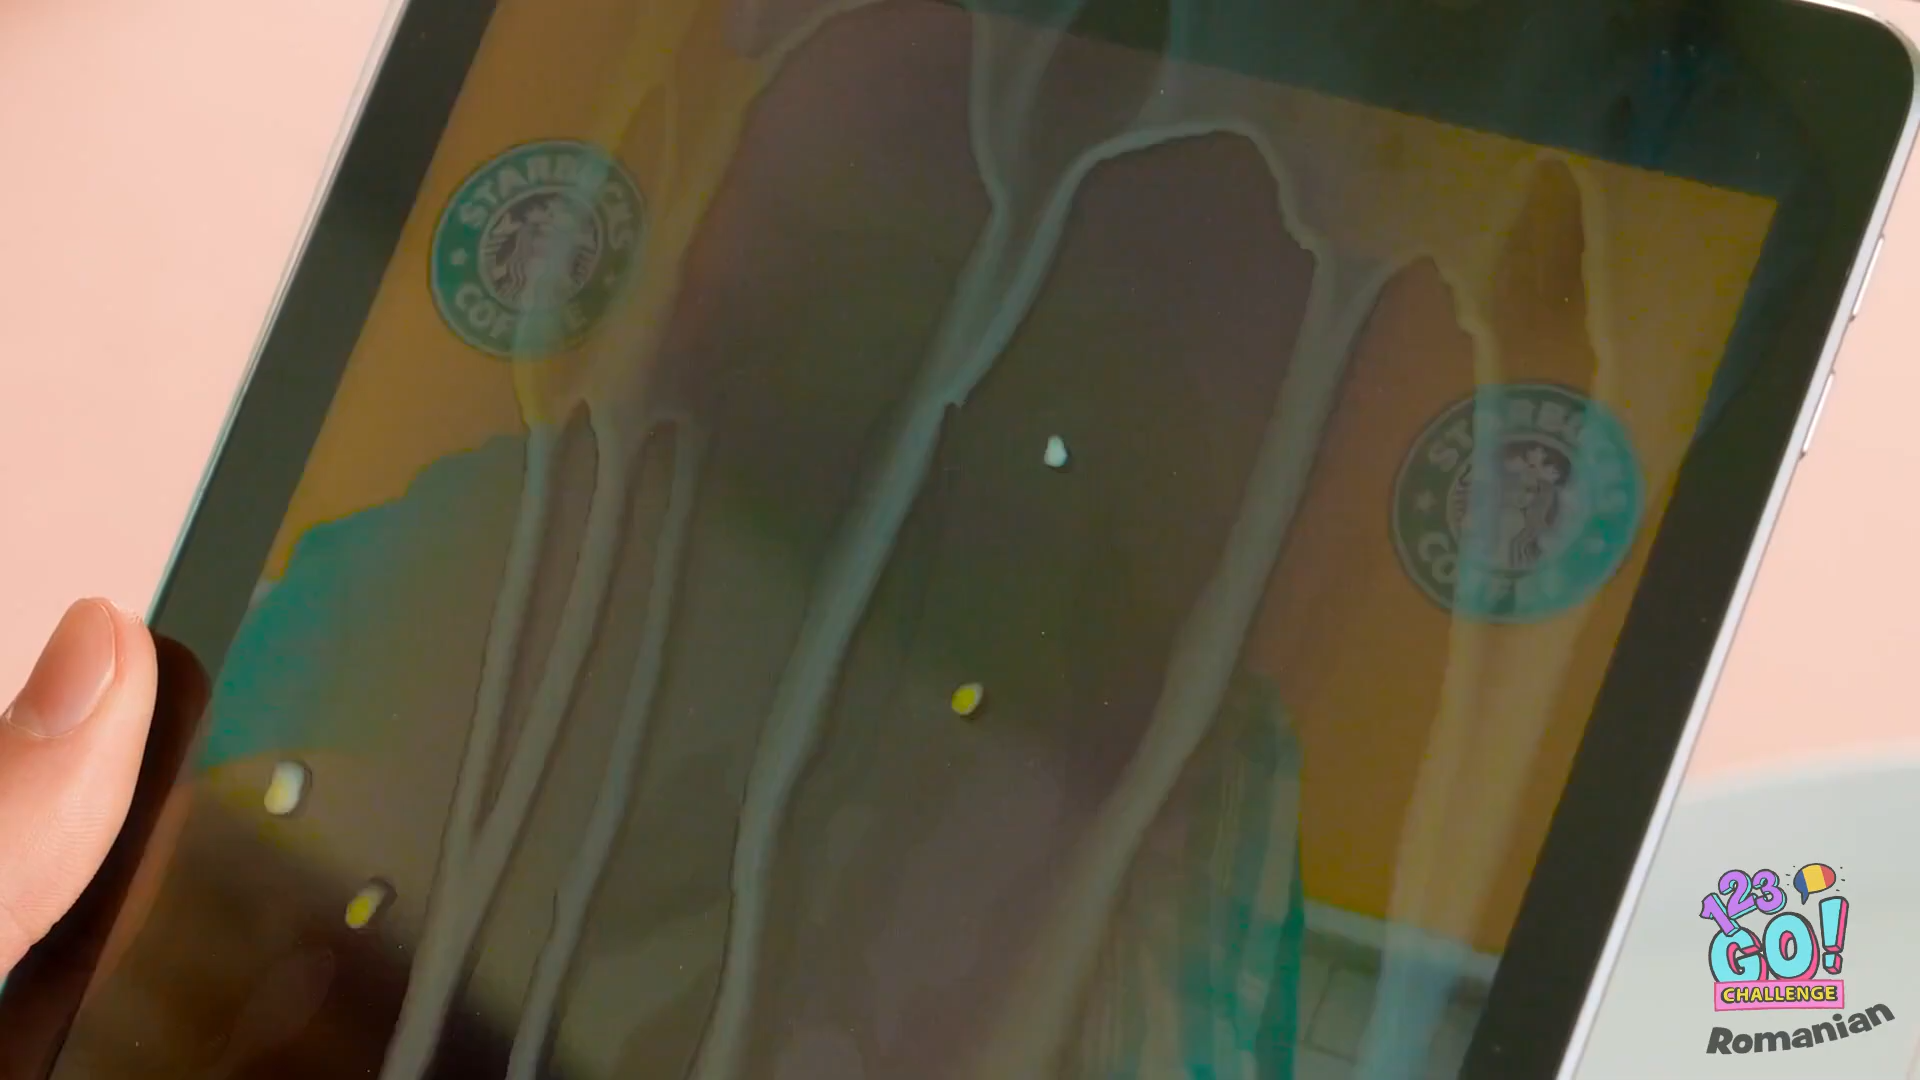 STARBUCKS
COFFEE
STARBUCKS
COFFEE
123
GO!
CHALLENGE
Romanian